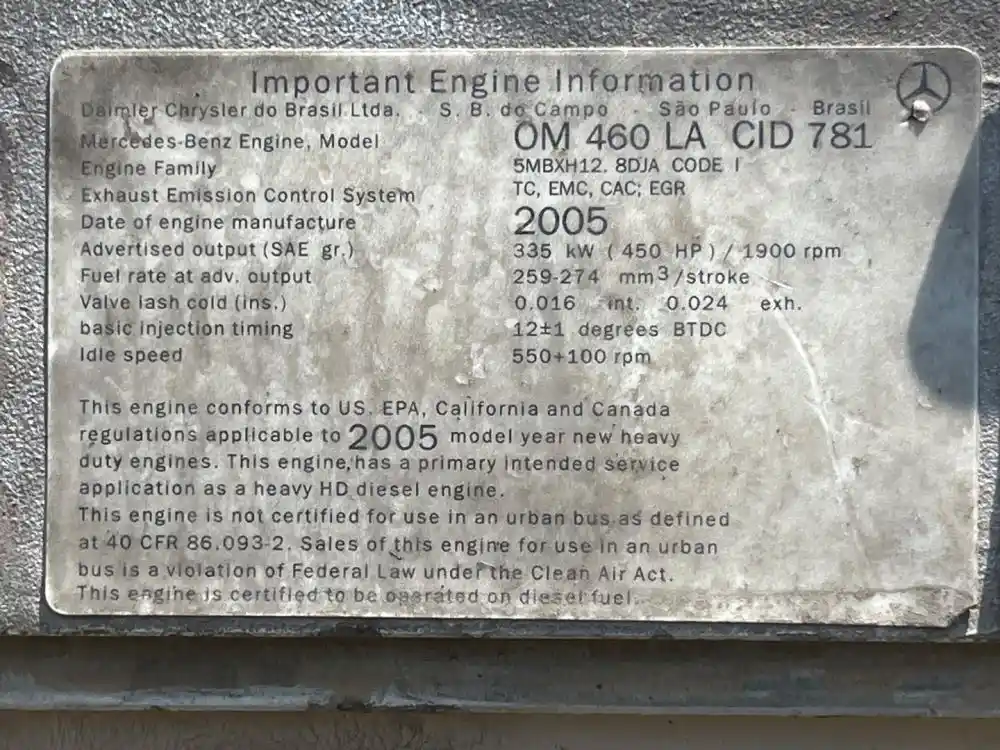 Important Engine Information
Daimler Chrysler do Brasil Ltda. - S. B. do Campo - São Paulo - Brasil
Mercedes-Benz Engine, Model OM 460 LA CID 781
Engine Family 5MBXH12. 8DJA CODE I
Exhaust Emission Control System TC, EMC, CAC; EGR
Date of engine manufacture 2005
Advertised output (SAE gr.) 335 kW ( 450 HP ) / 1900 rpm
Fuel rate at adv. output 259-274 mm3/stroke
Valve lash cold (ins.) 0.016 int. 0.024 exh.
basic injection timing 12±1 degrees BTDC
Idle speed 550+100 rpm
This engine conforms to US. EPA, California and Canada
regulations applicable to 2005 model year new heavy
duty engines. This engine has a primary intended service
application as a heavy HD diesel engine.
This engine is not certified for use in an urban bus as defined
at 40 CFR 86.093-2. Sales of this engine for use in an urban
bus is a violation of Federal Law under the Clean Air Act.
This engine is certified to be operated on diesel fuel.